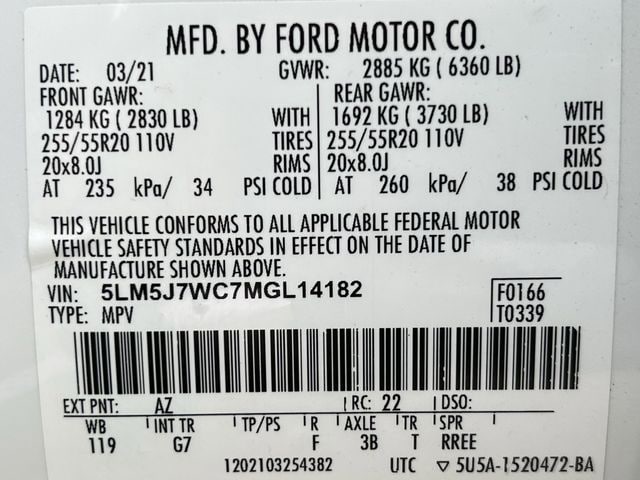 MFD. BY FORD MOTOR CO.
DATE: 03/21 GVWR: 2885 KG ( 6360 LB)
FRONT GAWR: REAR GAWR:
1284 KG ( 2830 LB) WITH 1692 KG ( 3730 LB) WITH
255/55R20 110V TIRES 255/55R20 110V TIRES
20x8.0J RIMS 20x8.0J RIMS
AT 235 kPa/ 34 PSI COLD AT 260 kPa/ 38 PSI COLD
THIS VEHICLE CONFORMS TO ALL APPLICABLE FEDERAL MOTOR
VEHICLE SAFETY STANDARDS IN EFFECT ON THE DATE OF
MANUFACTURE SHOWN ABOVE.
VIN: 5LM5J7WC7MGL14182 F0166
TYPE: MPV T0339
EXT PNT: AZ RC: 22 DSO:
WB INT TR TP/PS R AXLE TR SPR
119 G7 F 3B T RREE
1202103254382 UTC ▽ 5U5A-1520472-BA